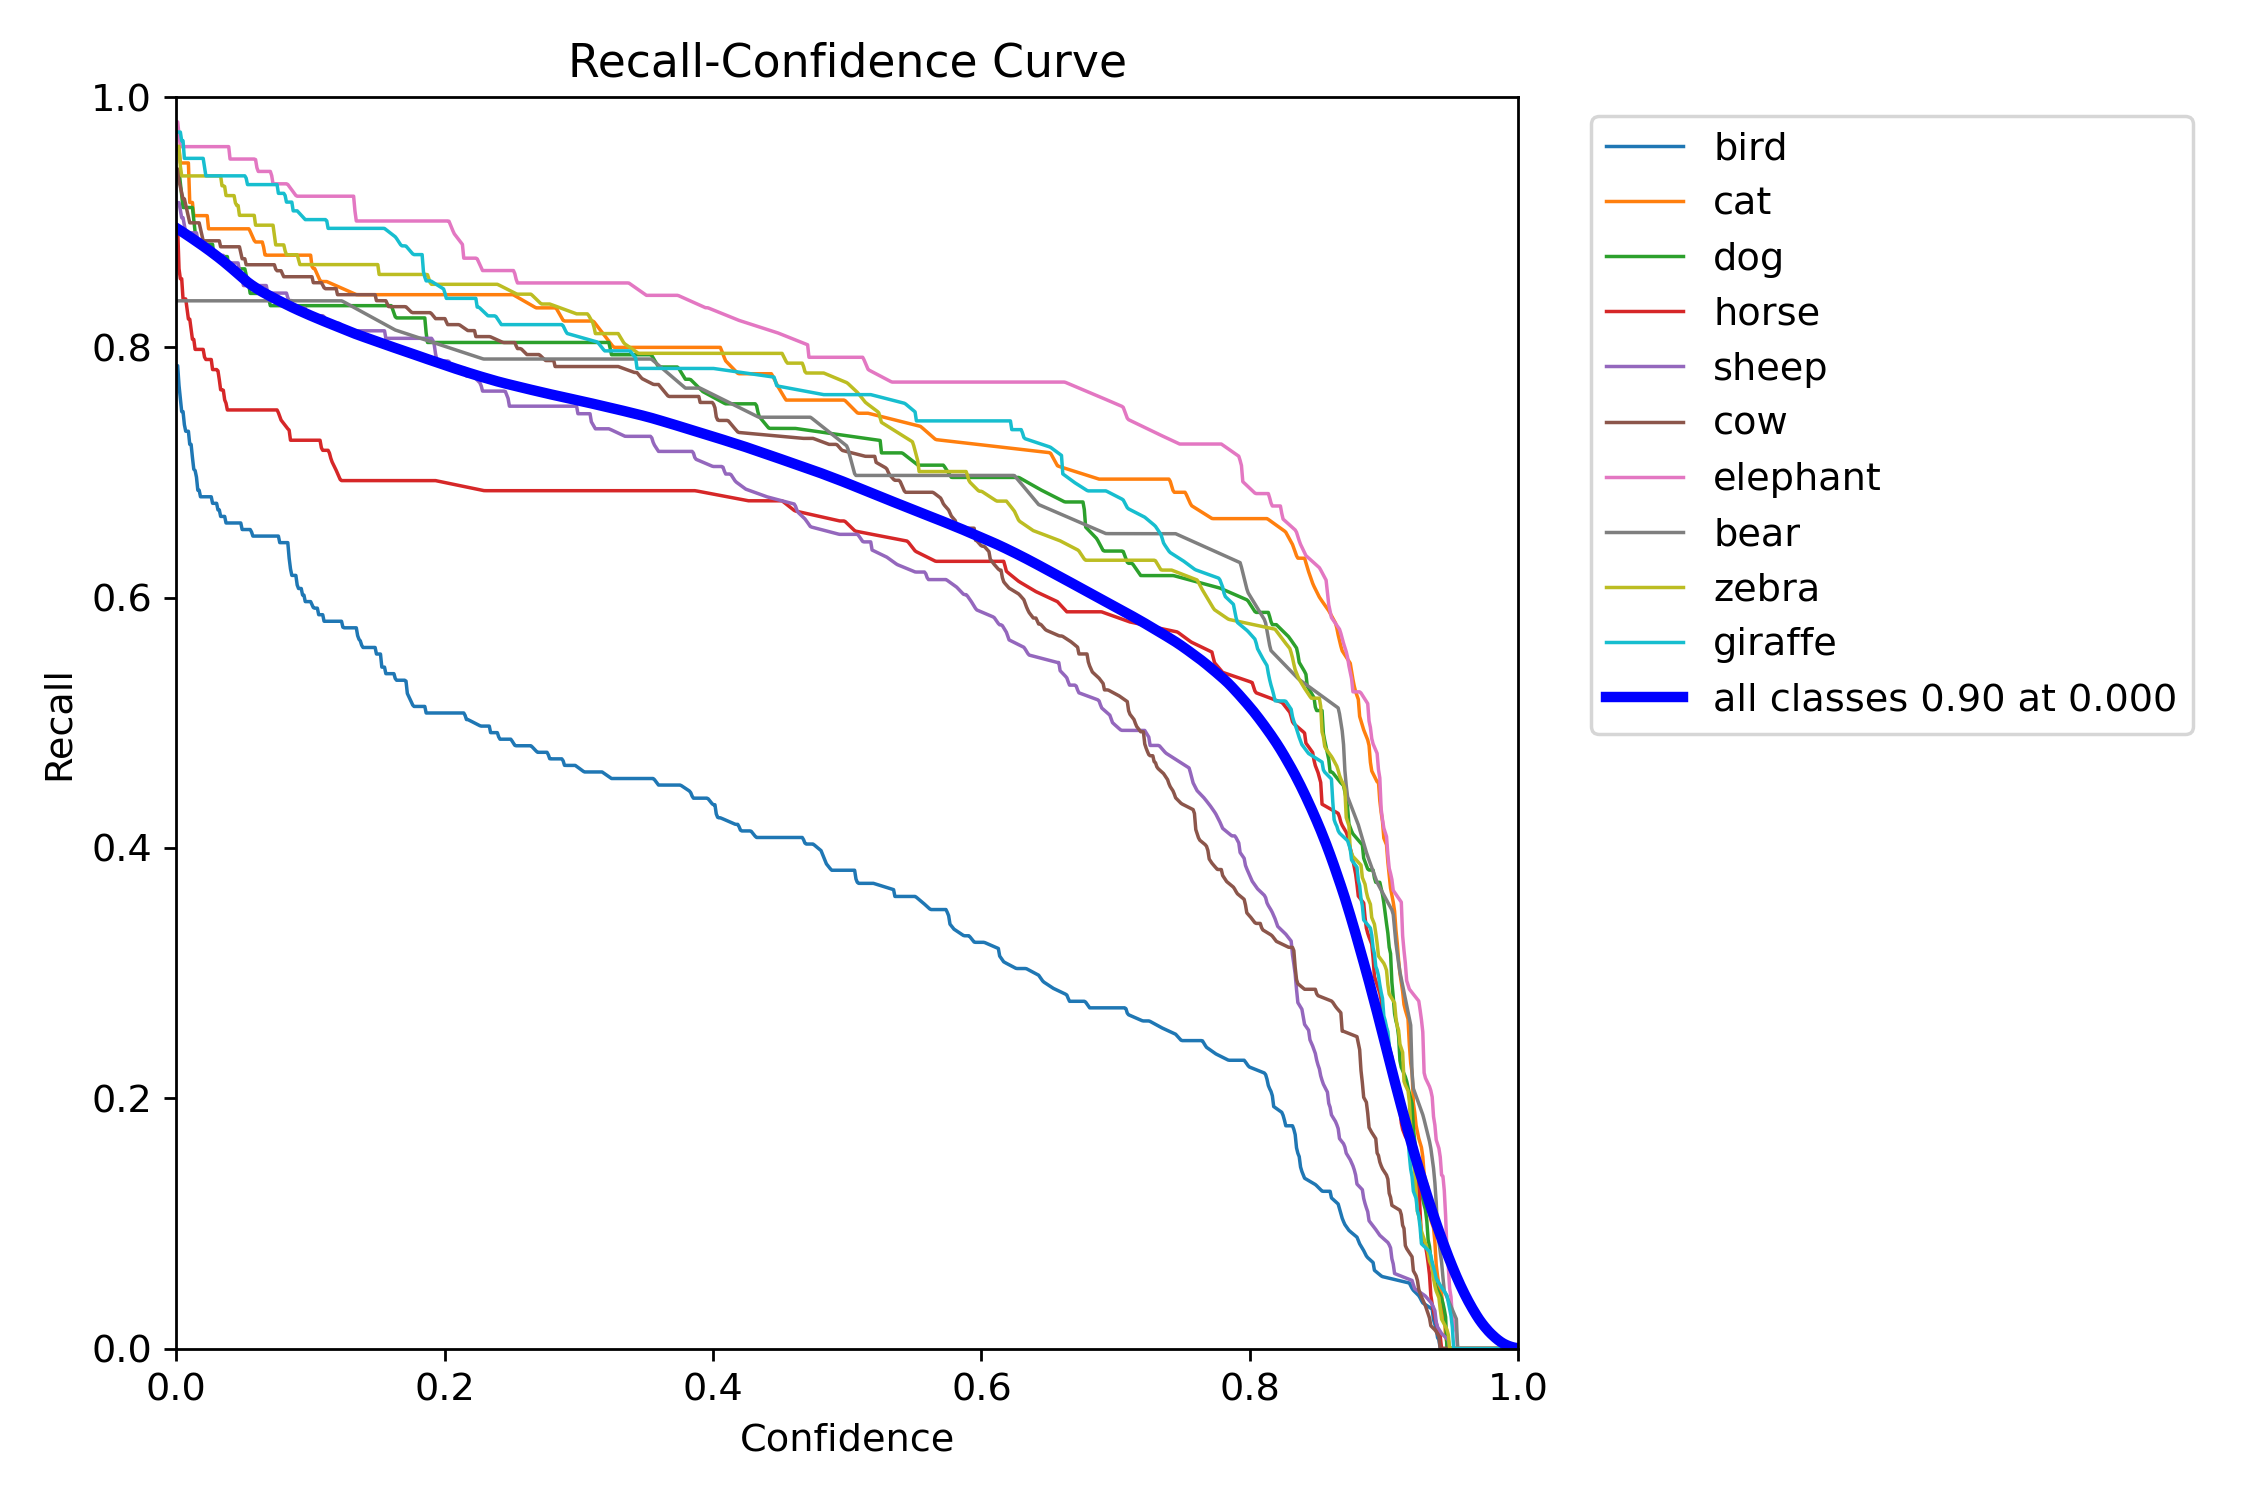 Recall-Confidence Curve
1.0
0.8
0.6
0.4
0.2
0.0
Recall
0.0 0.2 0.4 0.6 0.8 1.0
Confidence
bird
cat
dog
horse
sheep
cow
elephant
bear
zebra
giraffe
all classes 0.90 at 0.000